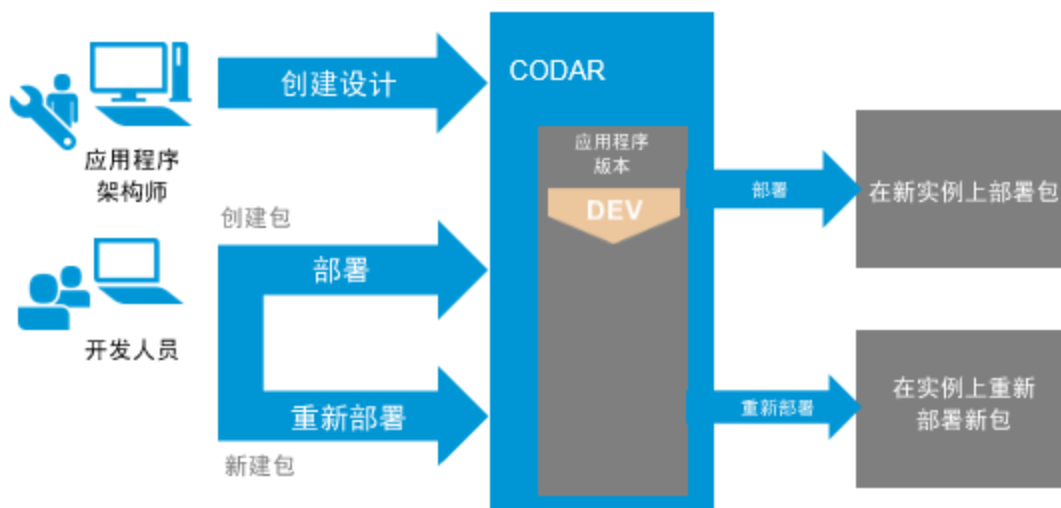 应用程序
架构师
创建设计
CODAR
应用程序
版本
DEV
部署
在新实例上部署包
创建包
部署
开发人员
重新部署
新建包
重新部署
在实例上重新
部署新包